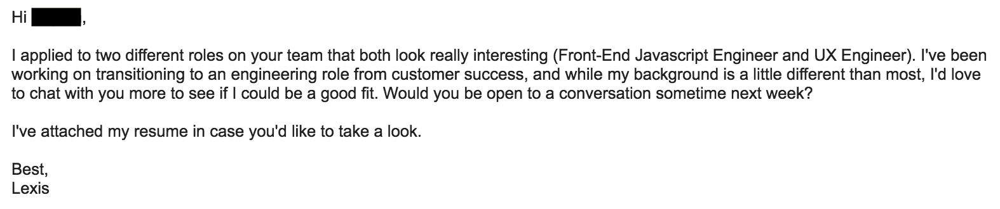 Hi ,
I applied to two different roles on your team that both look really interesting (Front-End Javascript Engineer and UX Engineer). I've been
working on transitioning to an engineering role from customer success, and while my background is a little different than most, I'd love
to chat with you more to see if I could be a good fit. Would you be open to a conversation sometime next week?
I've attached my resume in case you'd like to take a look.
Best,
Lexis